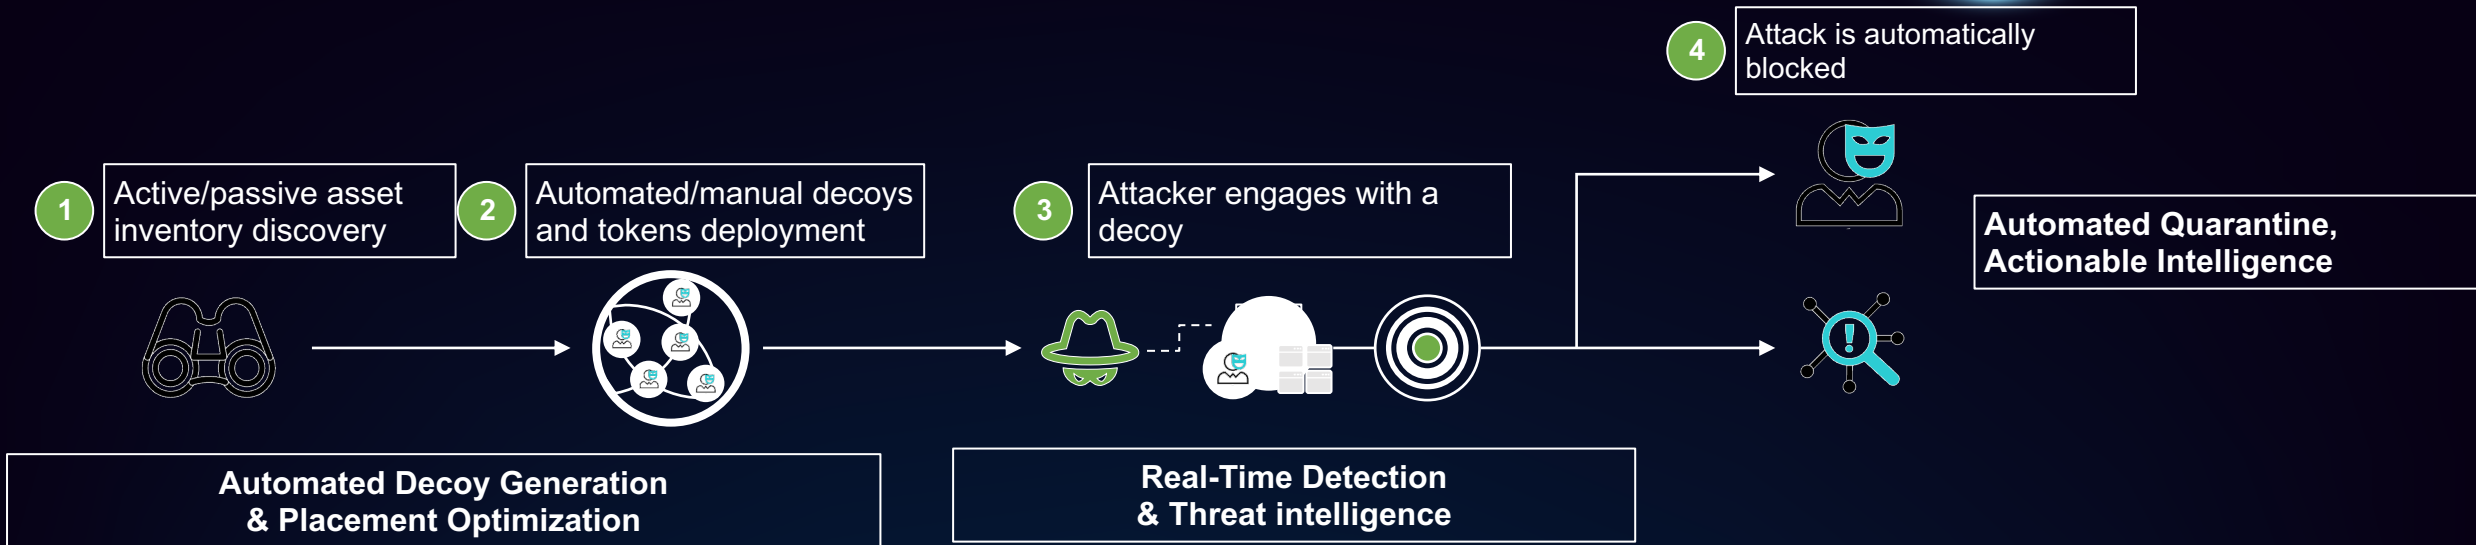 1
Active/passive asset
inventory discovery
2
Automated/manual decoys
and tokens deployment
3
Attacker engages with a
decoy
4
Attack is automatically
blocked
Automated Quarantine,
Actionable Intelligence
Automated Decoy Generation
& Placement Optimization
Real-Time Detection
& Threat intelligence